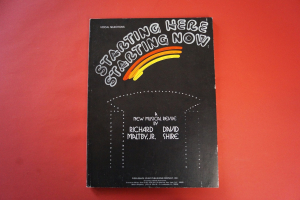 VOCAL SELECTIONS
STARTING HERE
STARTING NOW
A
NEW MUSICAL REVUE
BY
RICHARD DAVID
MALTBY, JR. SHIRE